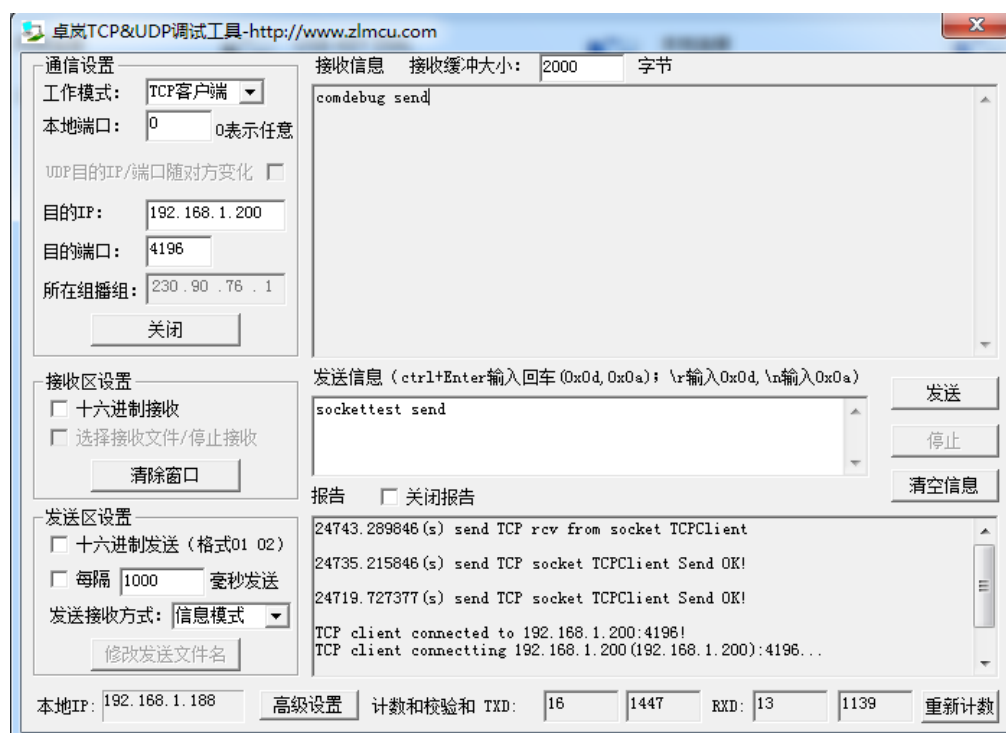 卓岚TCP&UDP调试工具-http://www.zlmcu.com
通信设置
工作模式： TCP客户端
本地端口： 0 0表示任意
UDP目的IP/端口随对方变化
目的IP： 192.168.1.200
目的端口： 4196
所在组播组： 230 . 90 . 76 . 1
关闭
接收区设置
十六进制接收
选择接收文件/停止接收
清除窗口
发送区设置
十六进制发送（格式01 02）
每隔 1000 毫秒发送
发送接收方式： 信息模式
修改发送文件名
接收信息 接收缓冲大小： 2000 字节
comdebug send
发送信息（ctrl+Enter输入回车(0x0d,0x0a)；\r输入0x0d,\n输入0x0a）
sockettest send
发送
停止
清空信息
报告 关闭报告
24743.289846(s) send TCP rcv from socket TCPClient
24735.215846(s) send TCP socket TCPClient Send OK!
24719.727377(s) send TCP socket TCPClient Send OK!
TCP client connected to 192.168.1.200:4196!
TCP client connectting 192.168.1.200(192.168.1.200):4196...
本地IP: 192.168.1.188 高级设置 计数和校验和 TXD: 16 1447 RXD: 13 1139 重新计数